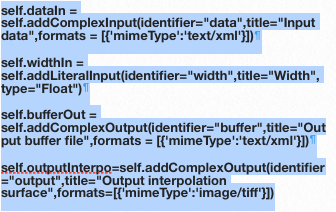 self.dataIn =
self.addComplexInput(identifier="data",title="Input
data",formats = [{'mimeType':'text/xml'}])¶
self.widthIn =
self.addLiteralInput(identifier="width",title="Width",
type="Float")¶
self.bufferOut =
self.addComplexOutput(identifier="buffer",title="Out
put buffer file",formats = [{'mimeType':'text/xml'}])¶
self.outputInterpo=self.addComplexOutput(identifier
="output",title="Output interpolation
surface",formats=[{'mimeType':'image/tiff'}])